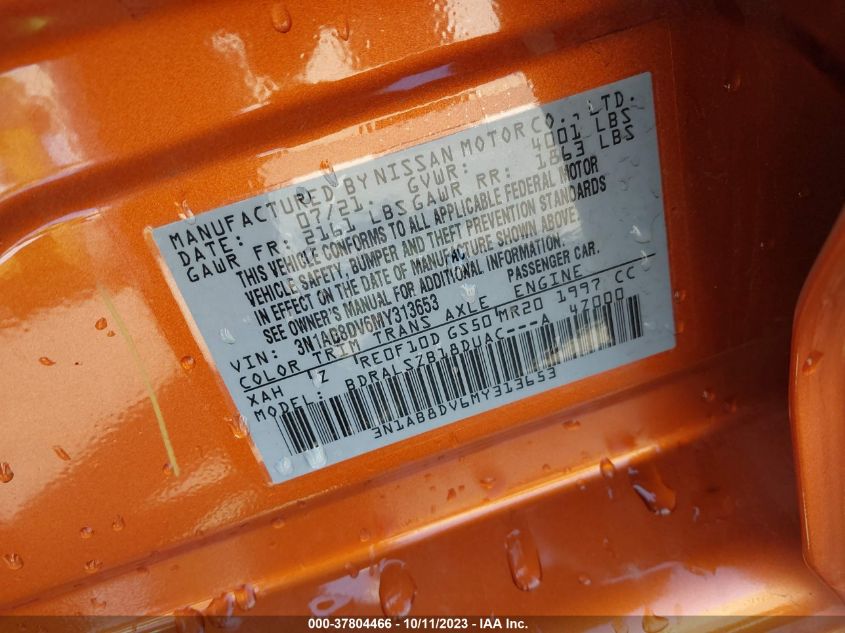 MANUFACTURED BY NISSAN MOTOR CO., LTD.
DATE: 07/21 GVWR: 4001 LBS
GAWR FR: 2161 LBS GAWR RR: 1863 LBS
THIS VEHICLE CONFORMS TO ALL APPLICABLE FEDERAL MOTOR
VEHICLE SAFETY, BUMPER AND THEFT PREVENTION STANDARDS
IN EFFECT ON THE DATE OF MANUFACTURE SHOWN ABOVE.
SEE OWNER'S MANUAL FOR ADDITIONAL INFORMATION.
VIN: 3N1AB8DV6MY313653 PASSENGER CAR.
COLOR TRIM TRANS AXLE ENGINE
XAH Z RE0F10D GS50 MR20 1997 CC
MODEL: BDRALSZB18DUAC---A 47000
3N1AB8DV6MY313653
000-37804466 - 10/11/2023 - IAA Inc.